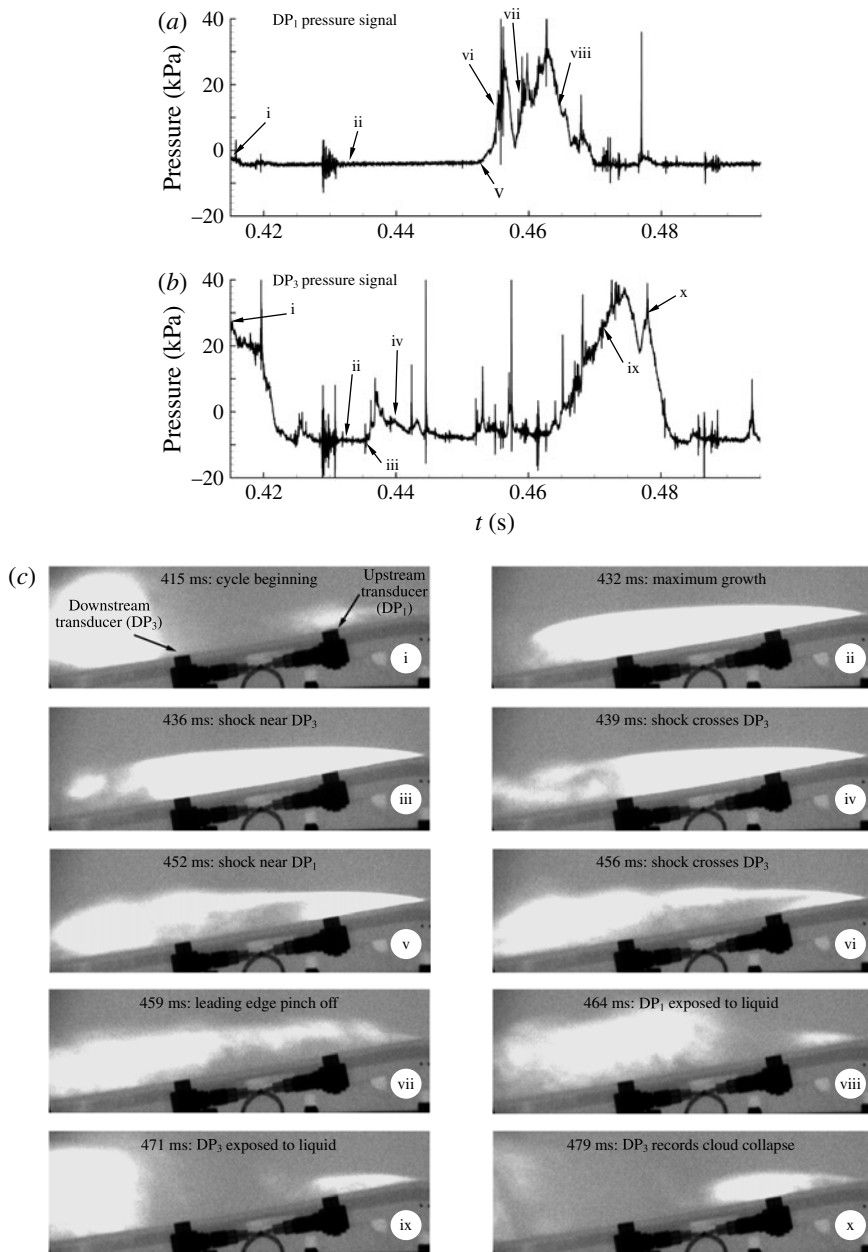 (a) DP1 pressure signal
40
20
0
–20
Pressure (kPa)
i
ii
v
vi
vii
viii
0.42 0.44 0.46 0.48
(b) DP3 pressure signal
40
20
0
–20
Pressure (kPa)
i
ii
iii
iv
ix
x
0.42 0.44 0.46 0.48
t (s)
(c)
415 ms: cycle beginning
Downstream
transducer (DP3)
Upstream
transducer
(DP1)
i
432 ms: maximum growth
ii
436 ms: shock near DP3
iii
439 ms: shock crosses DP3
iv
452 ms: shock near DP1
v
456 ms: shock crosses DP3
vi
459 ms: leading edge pinch off
vii
464 ms: DP1 exposed to liquid
viii
471 ms: DP3 exposed to liquid
ix
479 ms: DP3 records cloud collapse
x